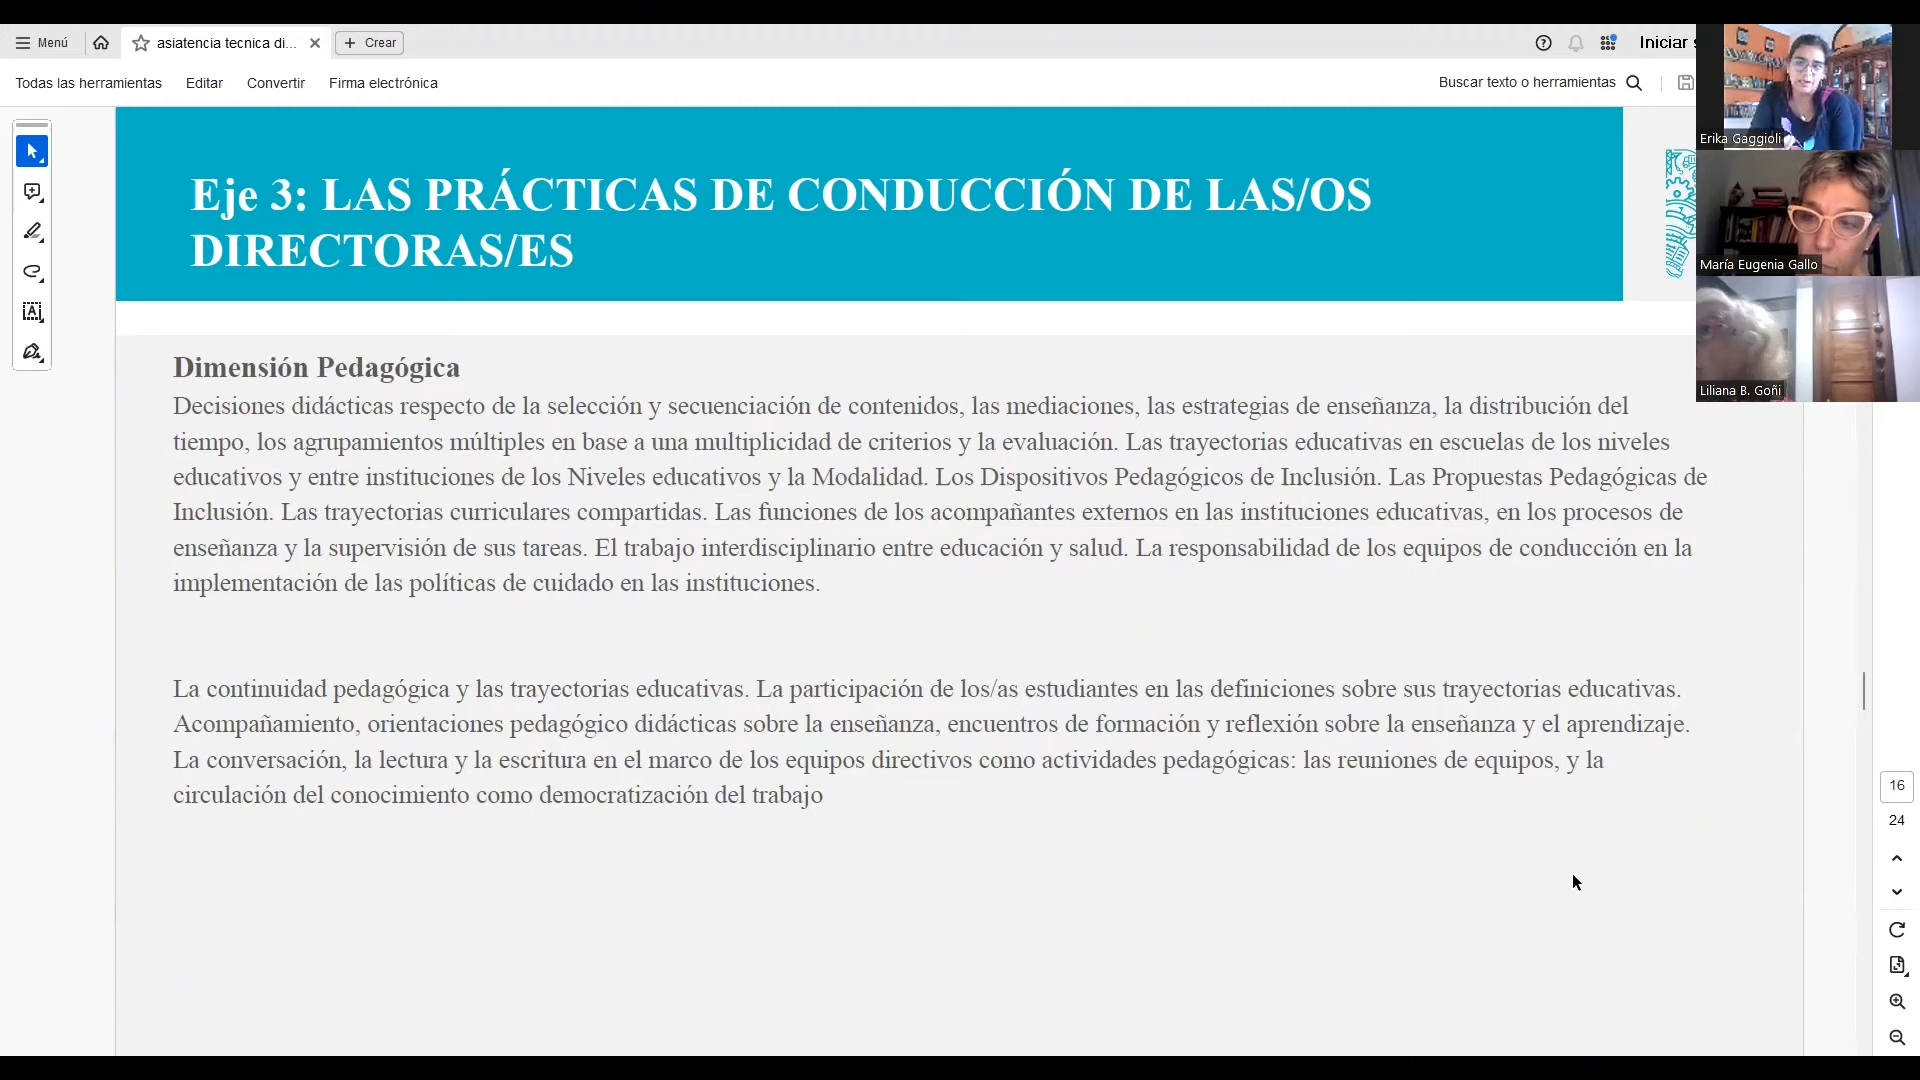 Menú
asiatencia tecnica di...
Crear
Iniciar
Todas las herramientas
Editar
Convertir
Firma electrónica
Buscar texto o herramientas
Eje 3: LAS PRÁCTICAS DE CONDUCCIÓN DE LAS/OS
DIRECTORAS/ES
Erika Gaggioli
María Eugenia Gallo
Liliana B. Goñi
Dimensión Pedagógica
Decisiones didácticas respecto de la selección y secuenciación de contenidos, las mediaciones, las estrategias de enseñanza, la distribución del
tiempo, los agrupamientos múltiples en base a una multiplicidad de criterios y la evaluación. Las trayectorias educativas en escuelas de los niveles
educativos y entre instituciones de los Niveles educativos y la Modalidad. Los Dispositivos Pedagógicos de Inclusión. Las Propuestas Pedagógicas de
Inclusión. Las trayectorias curriculares compartidas. Las funciones de los acompañantes externos en las instituciones educativas, en los procesos de
enseñanza y la supervisión de sus tareas. El trabajo interdisciplinario entre educación y salud. La responsabilidad de los equipos de conducción en la
implementación de las políticas de cuidado en las instituciones.
La continuidad pedagógica y las trayectorias educativas. La participación de los/as estudiantes en las definiciones sobre sus trayectorias educativas.
Acompañamiento, orientaciones pedagógico didácticas sobre la enseñanza, encuentros de formación y reflexión sobre la enseñanza y el aprendizaje.
La conversación, la lectura y la escritura en el marco de los equipos directivos como actividades pedagógicas: las reuniones de equipos, y la
circulación del conocimiento como democratización del trabajo
16
24